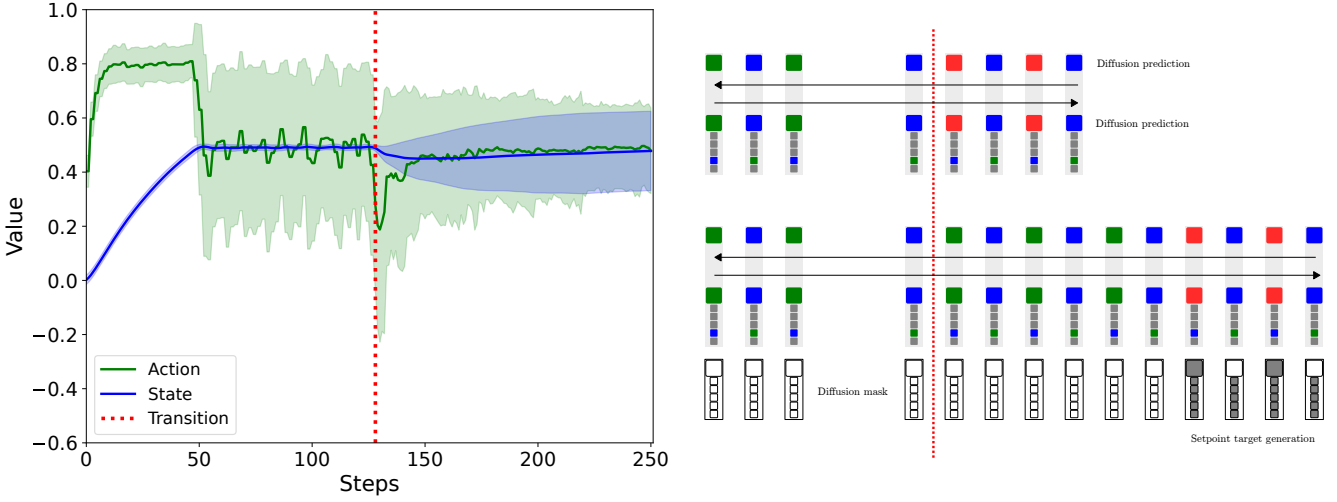 1.0
0.8
0.6
0.4
0.2
0.0
−0.2
−0.4
−0.6
Value
0
50
100
150
200
250
Steps
Action
State
Transition
Diffusion prediction
Diffusion prediction
Diffusion mask
Setpoint target generation